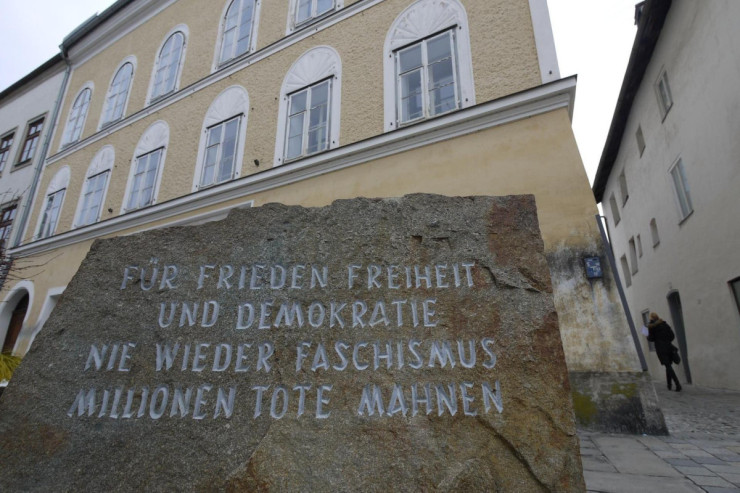 FÜR FRIEDEN FREIHEIT
UND DEMOKRATIE
NIE WIEDER FASCHISMUS
MILLIONEN TOTE MAHNEN